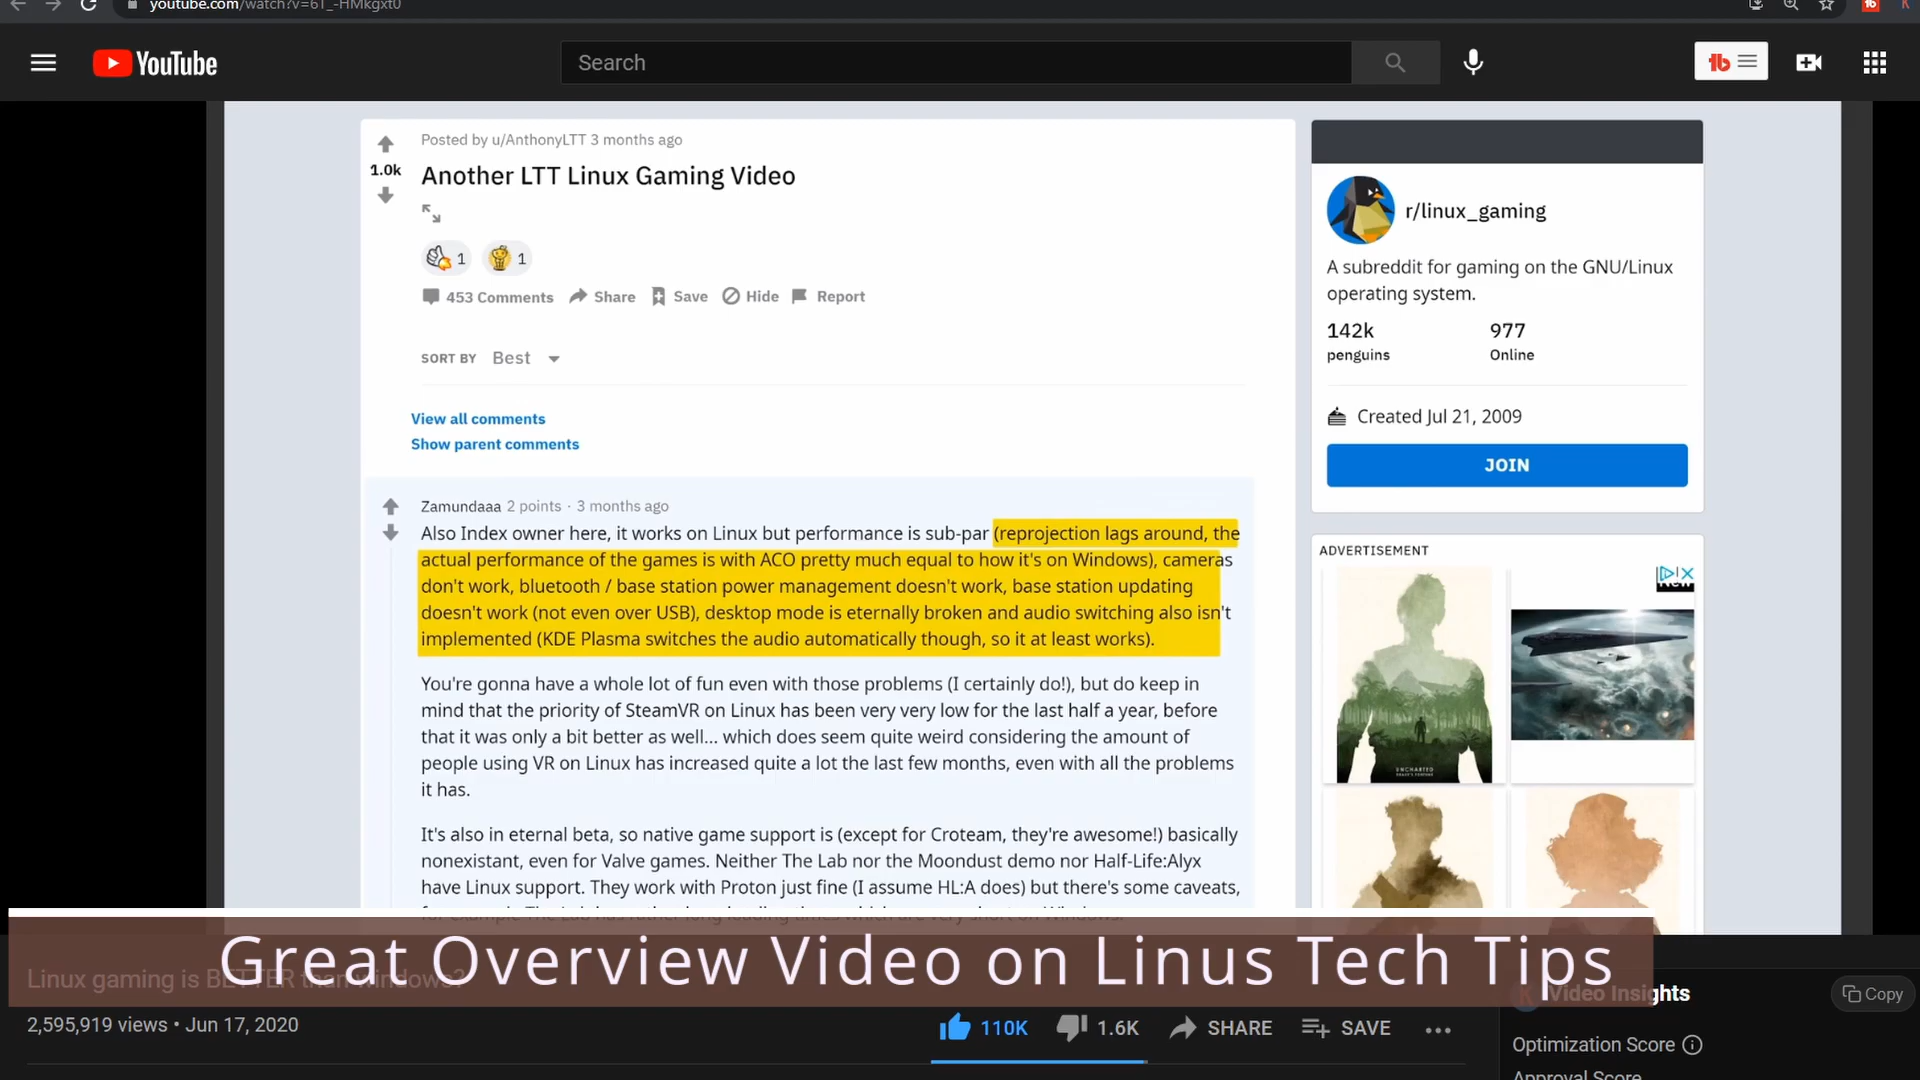 youtube.com/watch?v=6T_-HMkgxt0
YouTube
Search
Posted by u/AnthonyLTT 3 months ago
1.0k
Another LTT Linux Gaming Video
1
1
453 Comments Share Save Hide Report
SORT BY Best
View all comments
Show parent comments
Zamundaaa 2 points · 3 months ago
Also Index owner here, it works on Linux but performance is sub-par (reprojection lags around, the
actual performance of the games is with ACO pretty much equal to how it's on Windows), cameras
don't work, bluetooth / base station power management doesn't work, base station updating
doesn't work (not even over USB), desktop mode is eternally broken and audio switching also isn't
implemented (KDE Plasma switches the audio automatically though, so it at least works).
You're gonna have a whole lot of fun even with those problems (I certainly do!), but do keep in
mind that the priority of SteamVR on Linux has been very very low for the last half a year, before
that it was only a bit better as well... which does seem quite weird considering the amount of
people using VR on Linux has increased quite a lot the last few months, even with all the problems
it has.
It's also in eternal beta, so native game support is (except for Croteam, they're awesome!) basically
nonexistant, even for Valve games. Neither The Lab nor the Moondust demo nor Half-Life:Alyx
have Linux support. They work with Proton just fine (I assume HL:A does) but there's some caveats,
r/linux_gaming
A subreddit for gaming on the GNU/Linux
operating system.
142k 977
penguins Online
Created Jul 21, 2009
JOIN
ADVERTISEMENT
UNCHARTED
Great Overview Video on Linus Tech Tips
Linux gaming is BETTER than windows?
2,595,919 views • Jun 17, 2020
110K 1.6K SHARE SAVE
Video Insights
Copy
Optimization Score
Approval Score